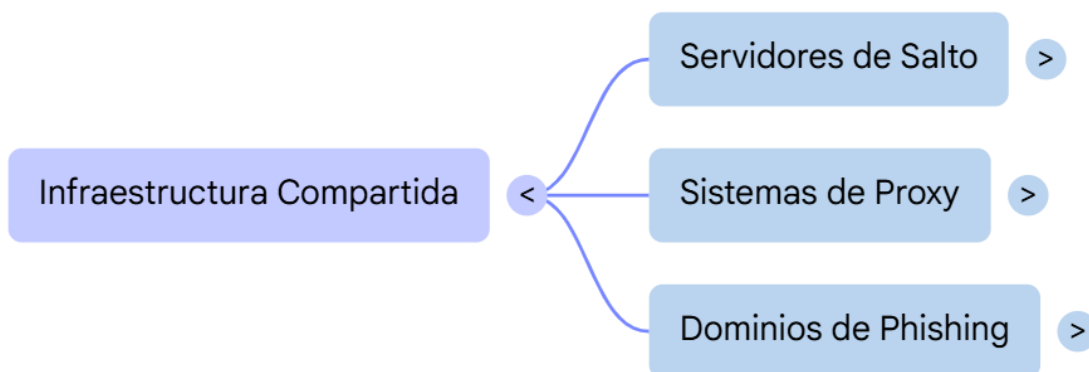 Servidores de Salto >
Infraestructura Compartida <
Sistemas de Proxy >
Dominios de Phishing >